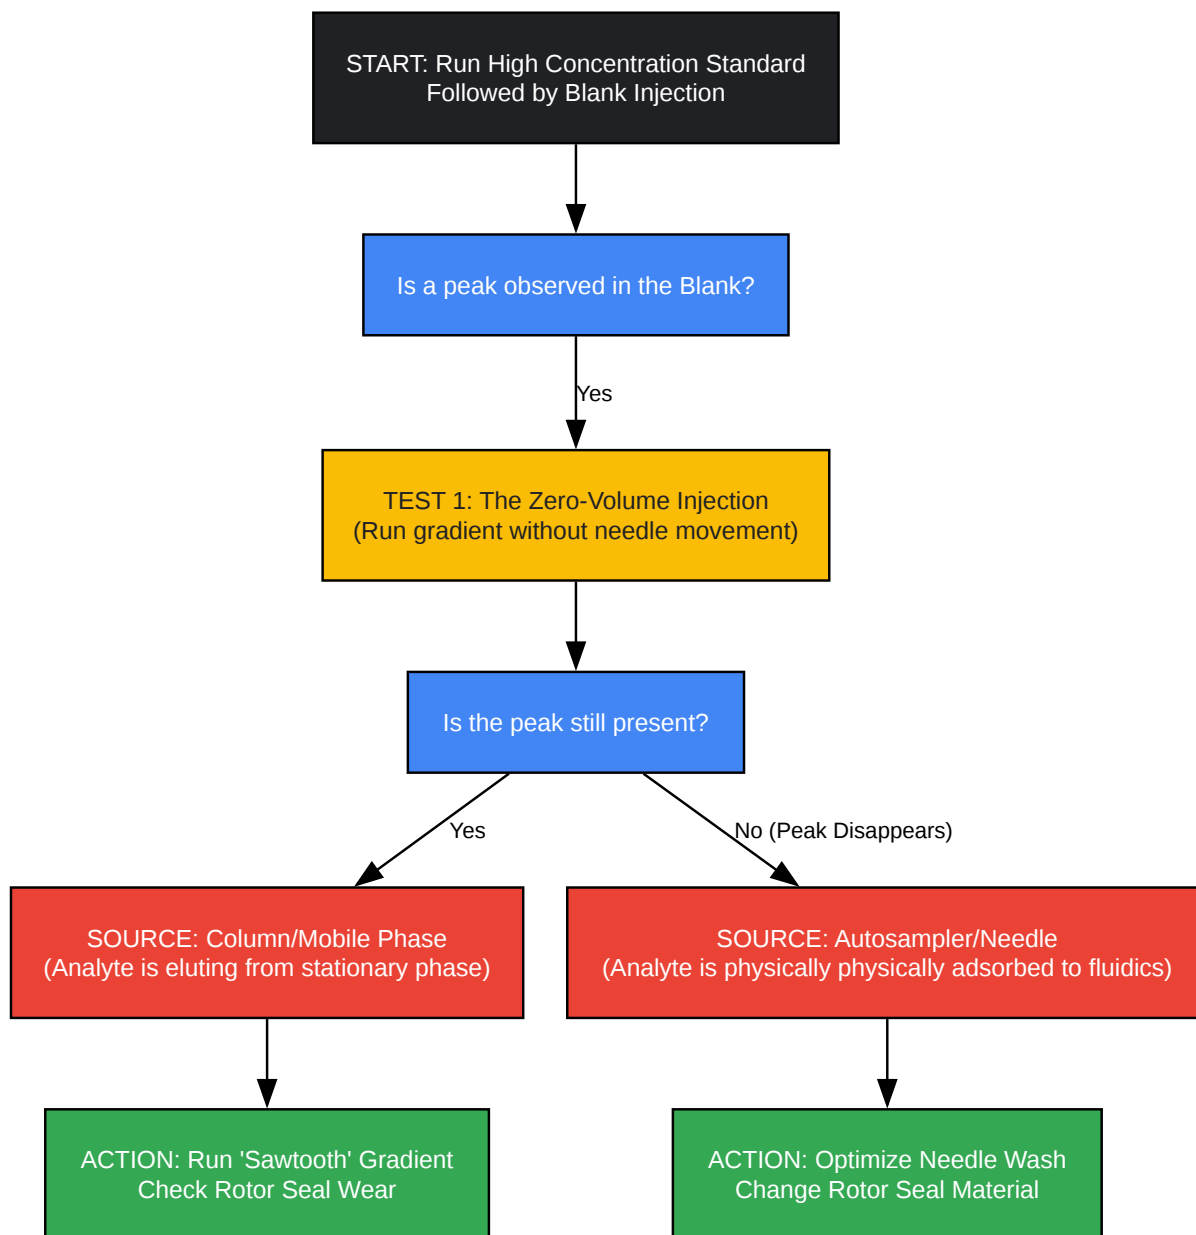 START: Run High Concentration Standard
Followed by Blank Injection
Is a peak observed in the Blank?
Yes
TEST 1: The Zero-Volume Injection
(Run gradient without needle movement)
Is the peak still present?
Yes
No (Peak Disappears)
SOURCE: Column/Mobile Phase
(Analyte is eluting from stationary phase)
SOURCE: Autosampler/Needle
(Analyte is physically physically adsorbed to fluidics)
ACTION: Run 'Sawtooth' Gradient
Check Rotor Seal Wear
ACTION: Optimize Needle Wash
Change Rotor Seal Material